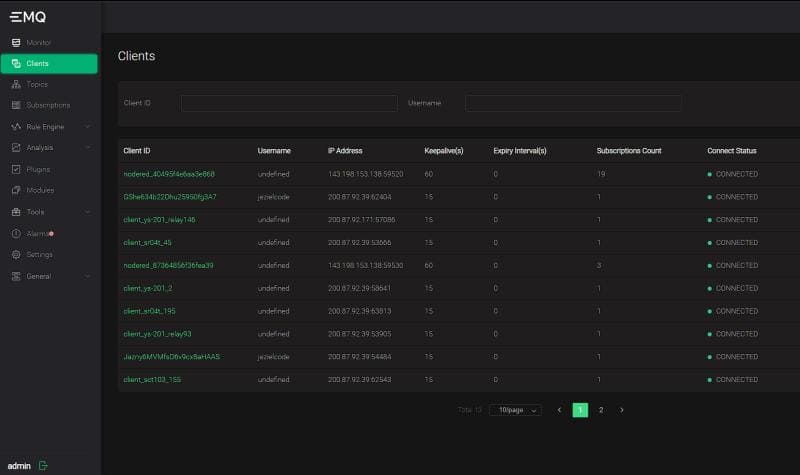 EMQ
Monitor
Clients
Topics
Subscriptions
Rule Engine
Analysis
Plugins
Modules
Tools
Alarms
Settings
General
admin
Clients
Client ID Username
Client ID Username IP Address Keepalive(s) Expiry Interval(s) Subscriptions Count Connect Status
nodered_40495f4e6aa3e868 undefined 143.198.153.138:59520 60 0 19 CONNECTED
GShe634b22Dhu25950fg3A7 jezielcode 200.87.92.39:62404 15 0 1 CONNECTED
client_ys-201_relay146 undefined 200.87.92.171:57086 15 0 1 CONNECTED
client_sr04t_45 undefined 200.87.92.39:53666 15 0 1 CONNECTED
nodered_87364856f36fea39 undefined 143.198.153.138:59530 60 0 3 CONNECTED
client_ys-201_2 undefined 200.87.92.39:58641 15 0 1 CONNECTED
client_sr04t_195 undefined 200.87.92.39:63813 15 0 1 CONNECTED
client_ys-201_relay93 undefined 200.87.92.39:53905 15 0 1 CONNECTED
Jazny6MVMfsD6v9cxBaHAAS jezielcode 200.87.92.39:54484 15 0 1 CONNECTED
client_sct103_155 undefined 200.87.92.39:62543 15 0 1 CONNECTED
Total 13 10/page 1 2